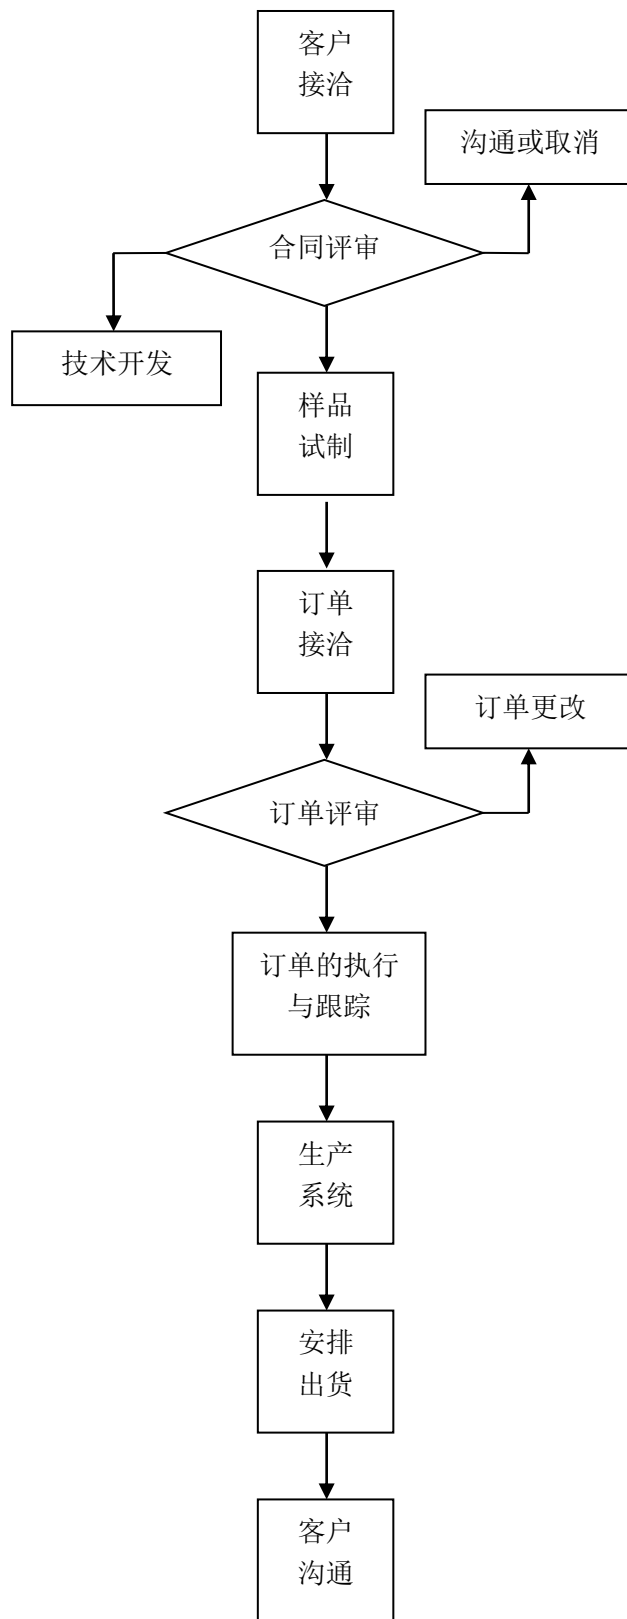 客户
接洽
沟通或取消
合同评审
技术开发
样品
试制
订单
接洽
订单更改
订单评审
订单的执行
与跟踪
生产
系统
安排
出货
客户
沟通